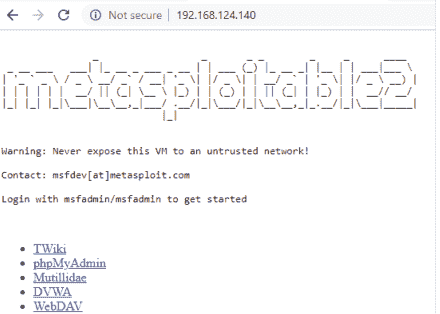 Not secure | 192.168.124.140
metasploitable2
Warning: Never expose this VM to an untrusted network!
Contact: msfdev[at]metasploit.com
Login with msfadmin/msfadmin to get started
TWiki
phpMyAdmin
Mutillidae
DVWA
WebDAV